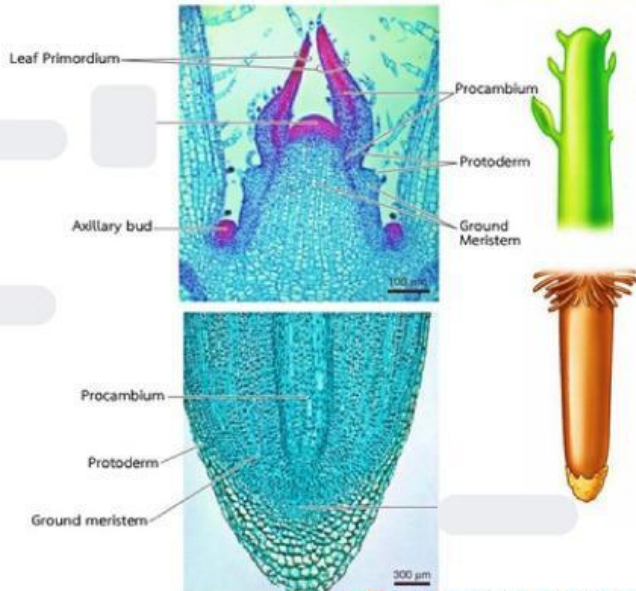 Leaf Primordium
Procambium
Protoderm
Axillary bud
Ground
Meristem
100 µm
Procambium
Protoderm
Ground meristem
300 µm